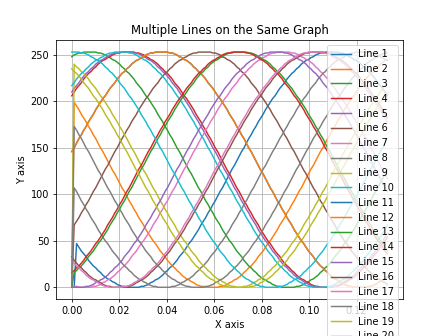 Multiple Lines on the Same Graph
Y axis
250
200
150
100
50
0
0.00
0.02
0.04
0.06
0.08
0.10
X axis
Line 1
Line 2
Line 3
Line 4
Line 5
Line 6
Line 7
Line 8
Line 9
Line 10
Line 11
Line 12
Line 13
Line 14
Line 15
Line 16
Line 17
Line 18
Line 19
Line 20